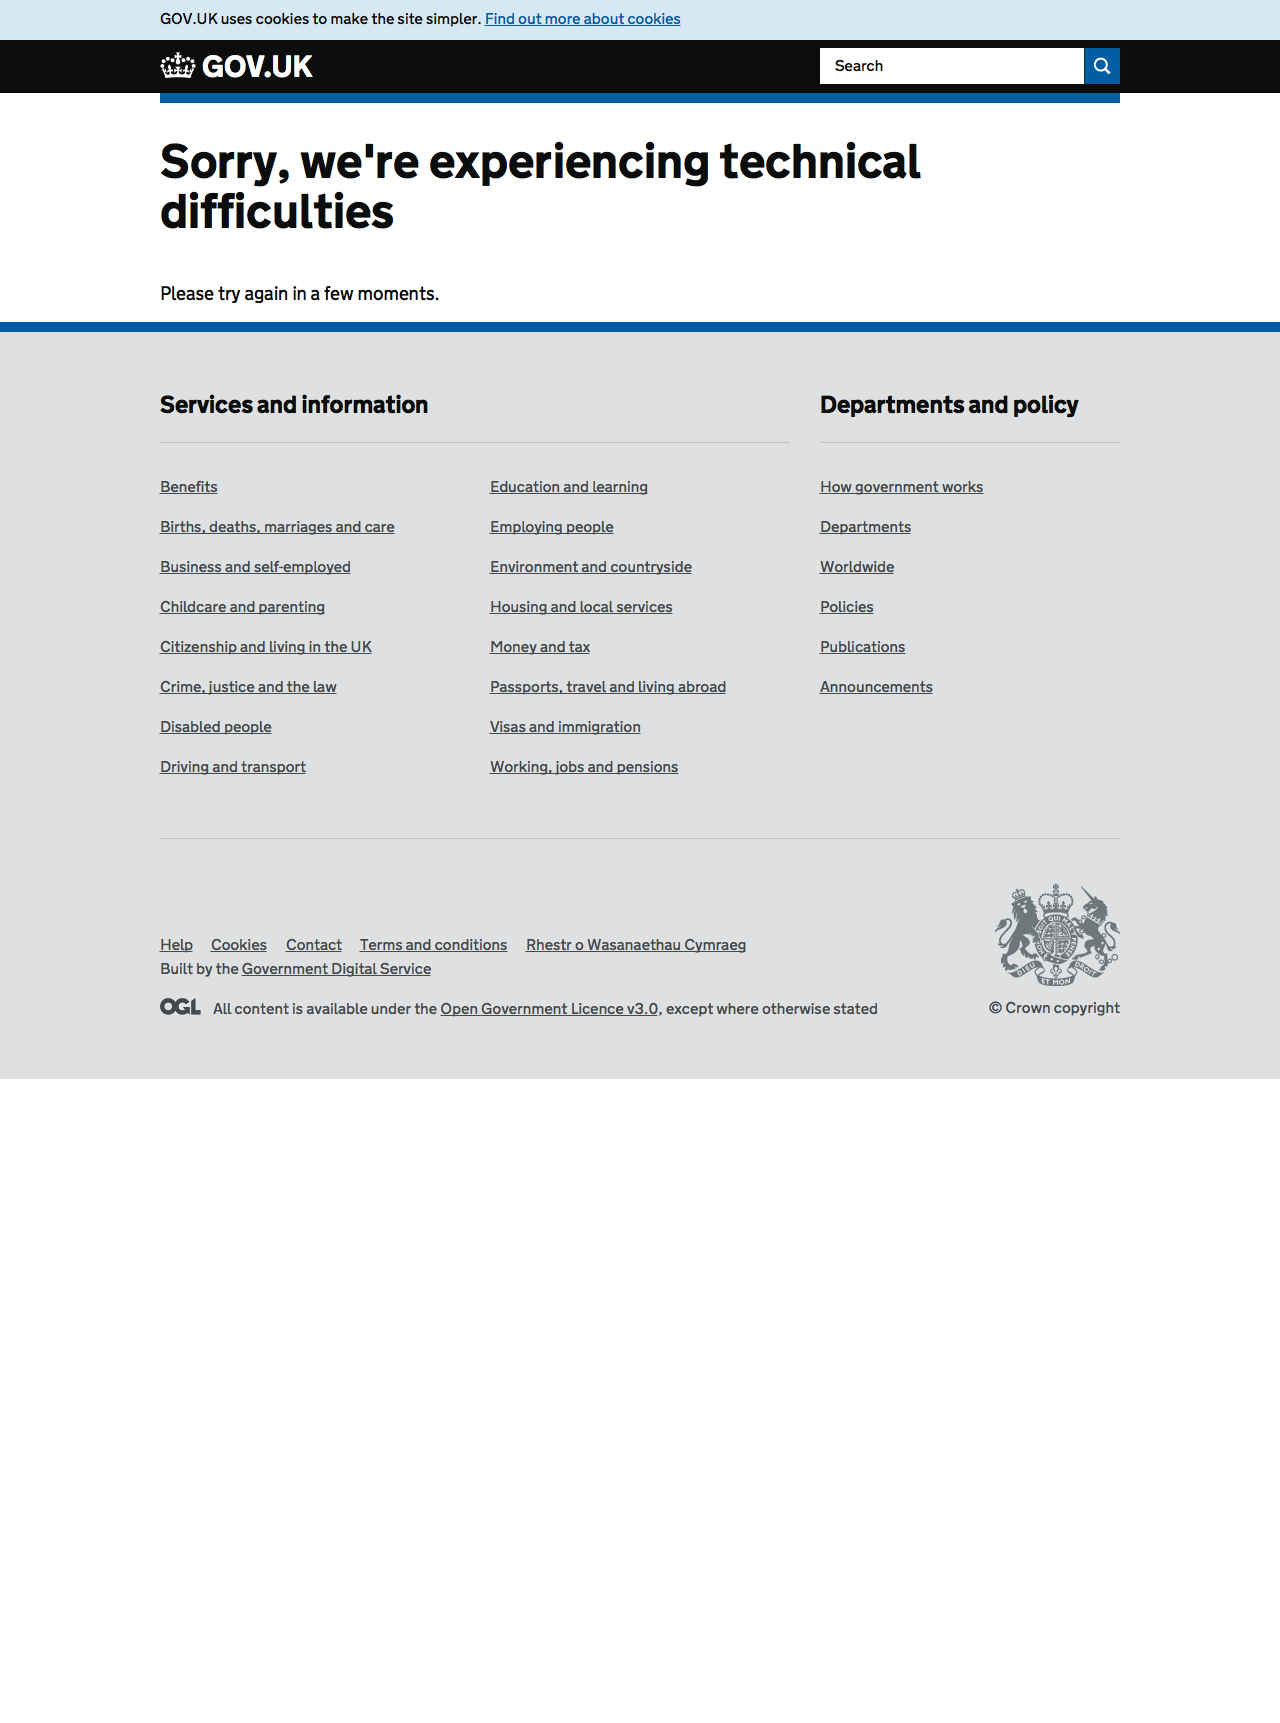 GOV.UK uses cookies to make the site simpler. Find out more about cookies
GOV.UK
Search
Sorry, we're experiencing technical
difficulties
Please try again in a few moments.
Services and information
Departments and policy
Benefits
Births, deaths, marriages and care
Business and self-employed
Childcare and parenting
Citizenship and living in the UK
Crime, justice and the law
Disabled people
Driving and transport
Education and learning
Employing people
Environment and countryside
Housing and local services
Money and tax
Passports, travel and living abroad
Visas and immigration
Working, jobs and pensions
How government works
Departments
Worldwide
Policies
Publications
Announcements
Help Cookies Contact Terms and conditions Rhestr o Wasanaethau Cymraeg
Built by the Government Digital Service
OGL All content is available under the Open Government Licence v3.0, except where otherwise stated
DIEU ET MON DROIT
© Crown copyright